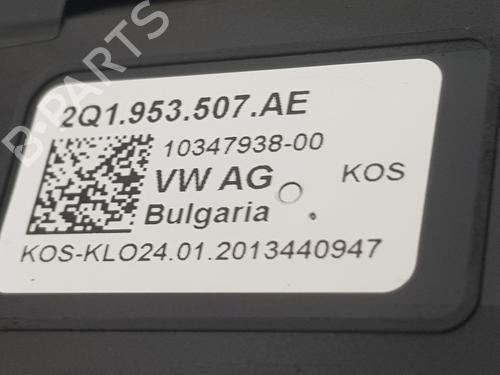 B-PARTS
2Q1.953.507.AE
10347938-00
VW AG KOS
Bulgaria
KOS-KLO24.01.2013440947